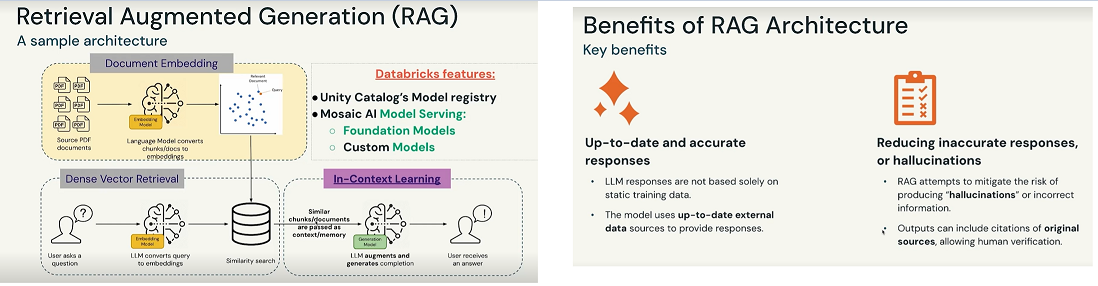 Retrieval Augmented Generation (RAG)
A sample architecture
Document Embedding
PDF PDF PDF
PDF PDF PDF
PDF PDF PDF
Source PDF
documents
Embedding
Model
Language Model converts
chunks/docs to
embeddings
Relevant
Document
Query
Databricks features:
● Unity Catalog's Model registry
● Mosaic AI Model Serving:
○ Foundation Models
○ Custom Models
Dense Vector Retrieval
?
User asks a
question
Embedding
Model
LLM converts query
to embeddings
Similarity search
In-Context Learning
Similar
chunks/documents
are passed as
context/memory
Generation
Model
LLM augments and
generates completion
!
User receives
an answer
Benefits of RAG Architecture
Key benefits
Up-to-date and accurate
responses
• LLM responses are not based solely on
static training data.
• The model uses up-to-date external
data sources to provide responses.
Reducing inaccurate responses,
or hallucinations
• RAG attempts to mitigate the risk of
producing "hallucinations" or incorrect
information.
• Outputs can include citations of original
sources, allowing human verification.